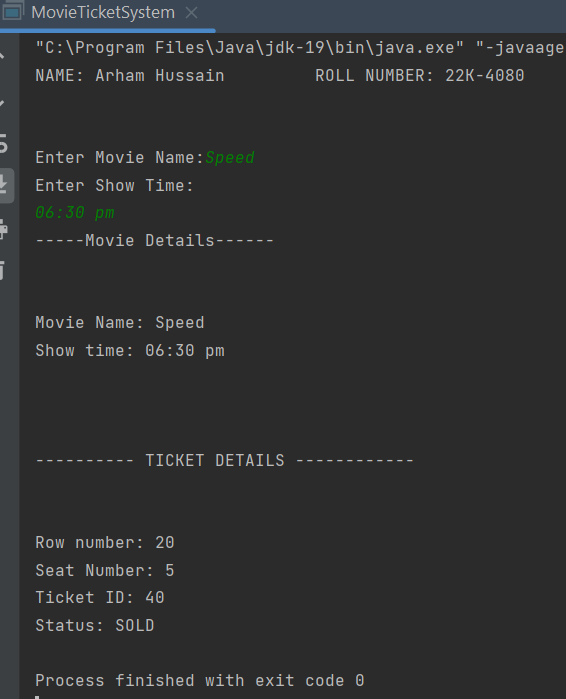 MovieTicketSystem
"C:\Program Files\Java\jdk-19\bin\java.exe" "-javaage
NAME: Arham Hussain         ROLL NUMBER: 22K-4080
Enter Movie Name:Speed
Enter Show Time:
06:30 pm
-----Movie Details------
Movie Name: Speed
Show time: 06:30 pm
---------- TICKET DETAILS ------------
Row number: 20
Seat Number: 5
Ticket ID: 40
Status: SOLD
Process finished with exit code 0